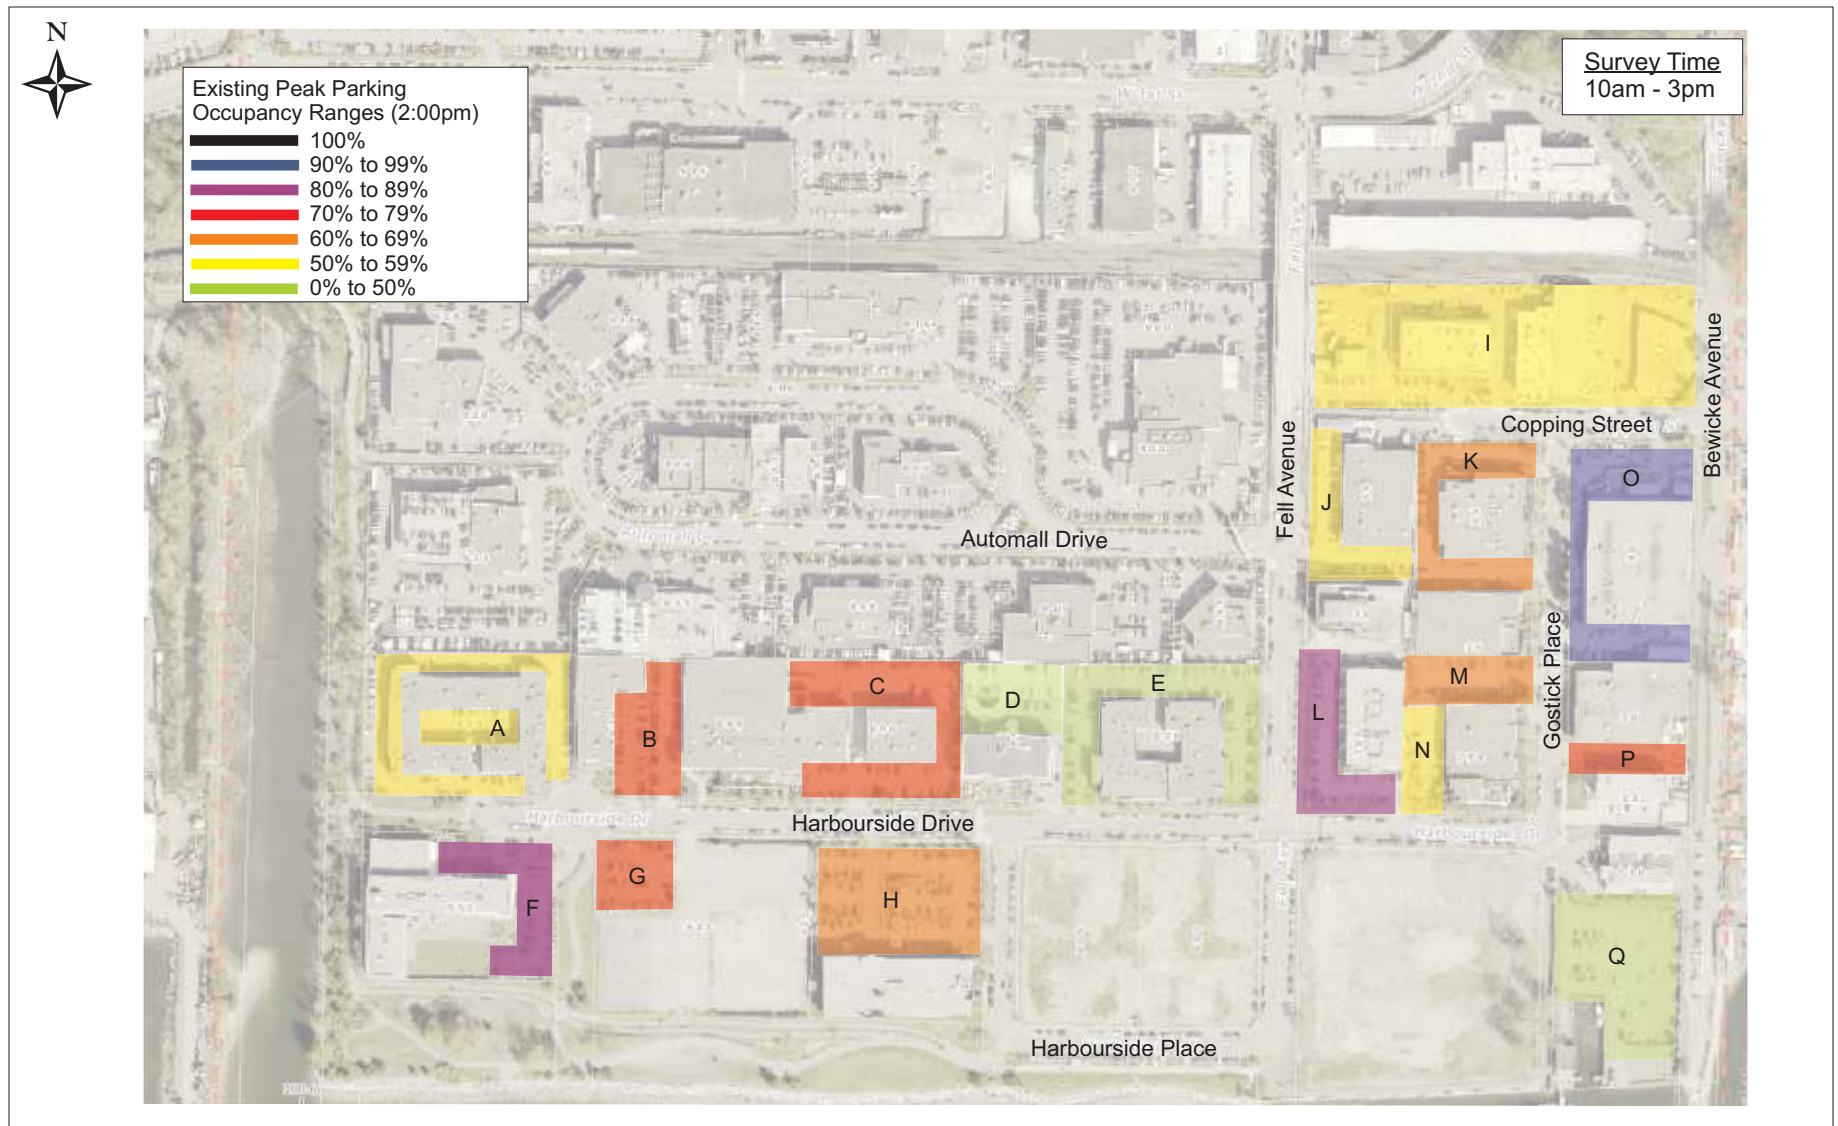 N
Survey Time
10am - 3pm
Existing Peak Parking
Occupancy Ranges (2:00pm)
100%
90% to 99%
80% to 89%
70% to 79%
60% to 69%
50% to 59%
0% to 50%
I
Copping Street
Bewicke Avenue
Fell Avenue
J
K
O
Automall Drive
Gostick Place
A
B
C
D
E
L
M
N
P
Harbourside Dr
Harbourside Drive
F
G
H
Q
Harbourside Place